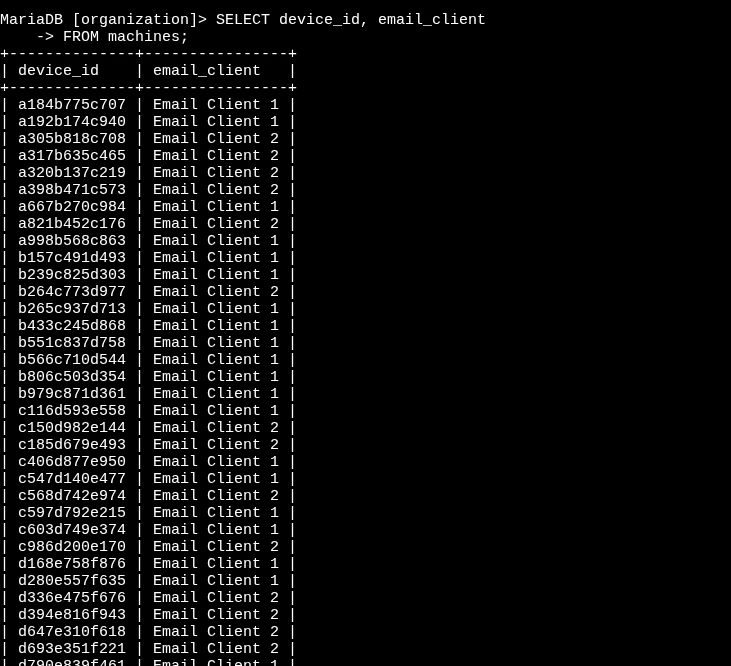 MariaDB [organization]> SELECT device_id, email_client
    -> FROM machines;
+--------------+----------------+
| device_id    | email_client   |
+--------------+----------------+
| a184b775c707 | Email Client 1 |
| a192b174c940 | Email Client 1 |
| a305b818c708 | Email Client 2 |
| a317b635c465 | Email Client 2 |
| a320b137c219 | Email Client 2 |
| a398b471c573 | Email Client 2 |
| a667b270c984 | Email Client 1 |
| a821b452c176 | Email Client 2 |
| a998b568c863 | Email Client 1 |
| b157c491d493 | Email Client 1 |
| b239c825d303 | Email Client 1 |
| b264c773d977 | Email Client 2 |
| b265c937d713 | Email Client 1 |
| b433c245d868 | Email Client 1 |
| b551c837d758 | Email Client 1 |
| b566c710d544 | Email Client 1 |
| b806c503d354 | Email Client 1 |
| b979c871d361 | Email Client 1 |
| c116d593e558 | Email Client 1 |
| c150d982e144 | Email Client 2 |
| c185d679e493 | Email Client 2 |
| c406d877e950 | Email Client 1 |
| c547d140e477 | Email Client 1 |
| c568d742e974 | Email Client 2 |
| c597d792e215 | Email Client 1 |
| c603d749e374 | Email Client 1 |
| c986d200e170 | Email Client 2 |
| d168e758f876 | Email Client 1 |
| d280e557f635 | Email Client 1 |
| d336e475f676 | Email Client 2 |
| d394e816f943 | Email Client 2 |
| d647e310f618 | Email Client 2 |
| d693e351f221 | Email Client 2 |
| d790e839f461 | Email Client 1 |